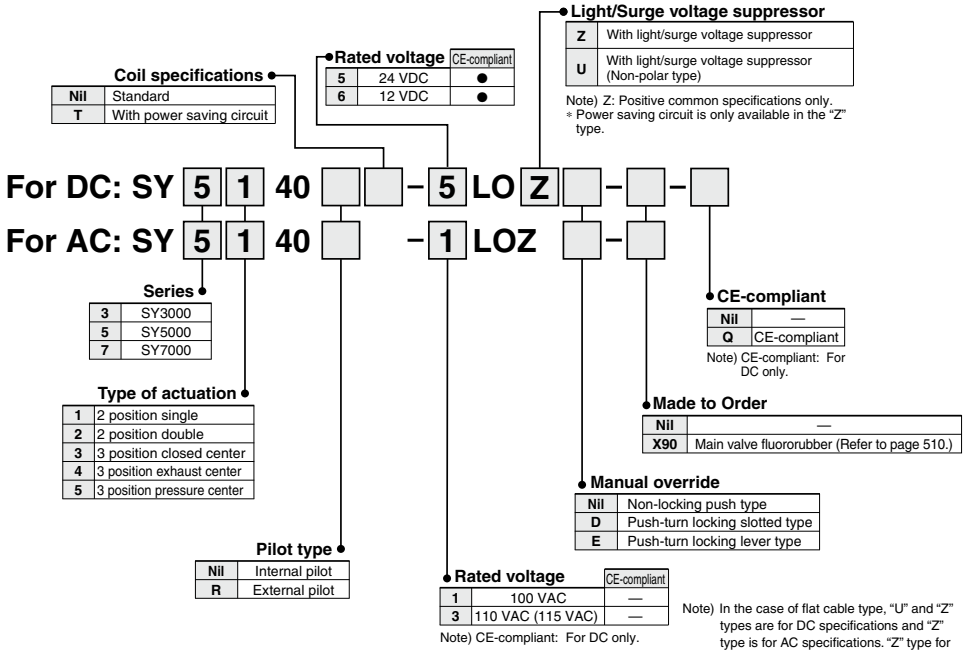 Light/Surge voltage suppressor
Z With light/surge voltage suppressor
U With light/surge voltage suppressor
(Non-polar type)
Note) Z: Positive common specifications only.
* Power saving circuit is only available in the “Z”
type.
Rated voltage CE-compliant
5 24 VDC ●
6 12 VDC ●
Coil specifications
Nil Standard
T With power saving circuit
For DC: SY 5 1 40 – 5 LO Z – –
For AC: SY 5 1 40 – 1 LOZ –
Series
3 SY3000
5 SY5000
7 SY7000
CE-compliant
Nil —
Q CE-compliant
Note) CE-compliant: For
DC only.
Type of actuation
1 2 position single
2 2 position double
3 3 position closed center
4 3 position exhaust center
5 3 position pressure center
Made to Order
Nil —
X90 Main valve fluororubber (Refer to page 510.)
Manual override
Nil Non-locking push type
D Push-turn locking slotted type
E Push-turn locking lever type
Pilot type
Nil Internal pilot
R External pilot
Rated voltage CE-compliant
1 100 VAC —
3 110 VAC (115 VAC) —
Note) CE-compliant: For DC only.
Note) In the case of flat cable type, “U” and “Z”
types are for DC specifications and “Z”
type is for AC specifications. “Z” type for